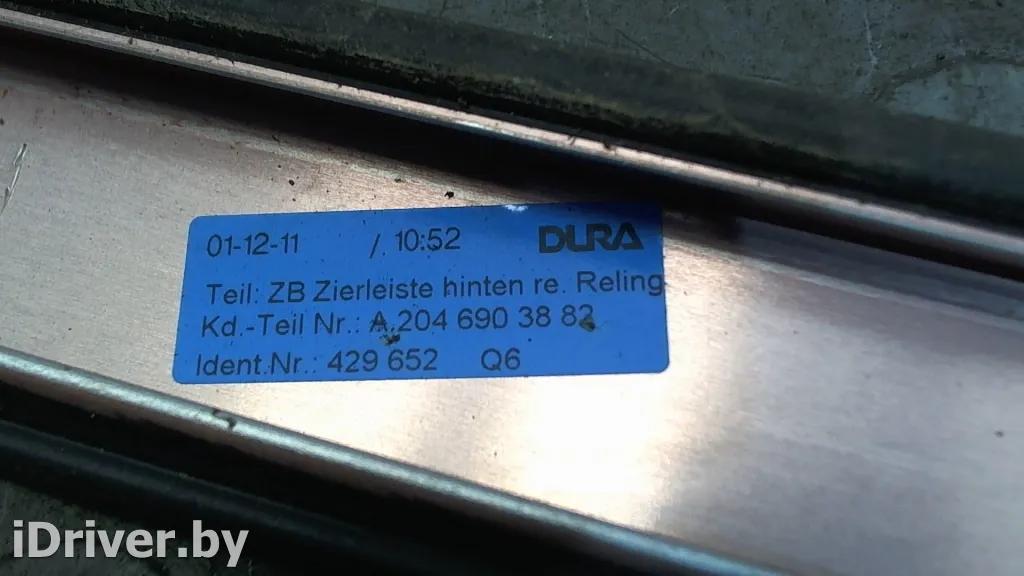 01-12-11 / 10:52 DURA
Teil: ZB Zierleiste hinten re. Reling
Kd.-Teil Nr.: A.204 690 38 82
Ident.Nr.: 429 652 Q6
iDriver.by